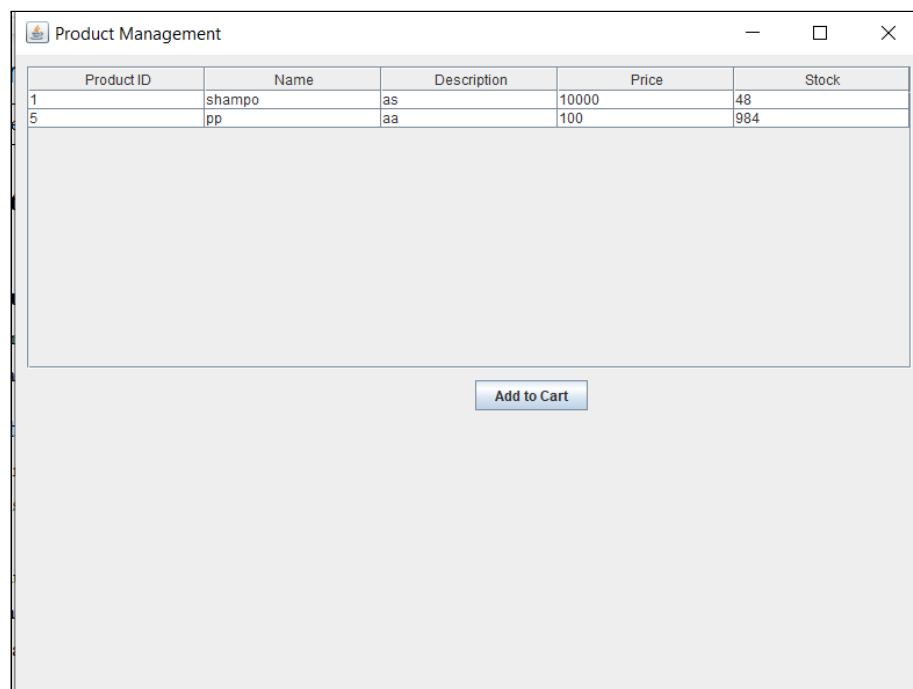 Product Management
Product ID Name Description Price Stock
1 shampo as 10000 48
5 pp aa 100 984
Add to Cart